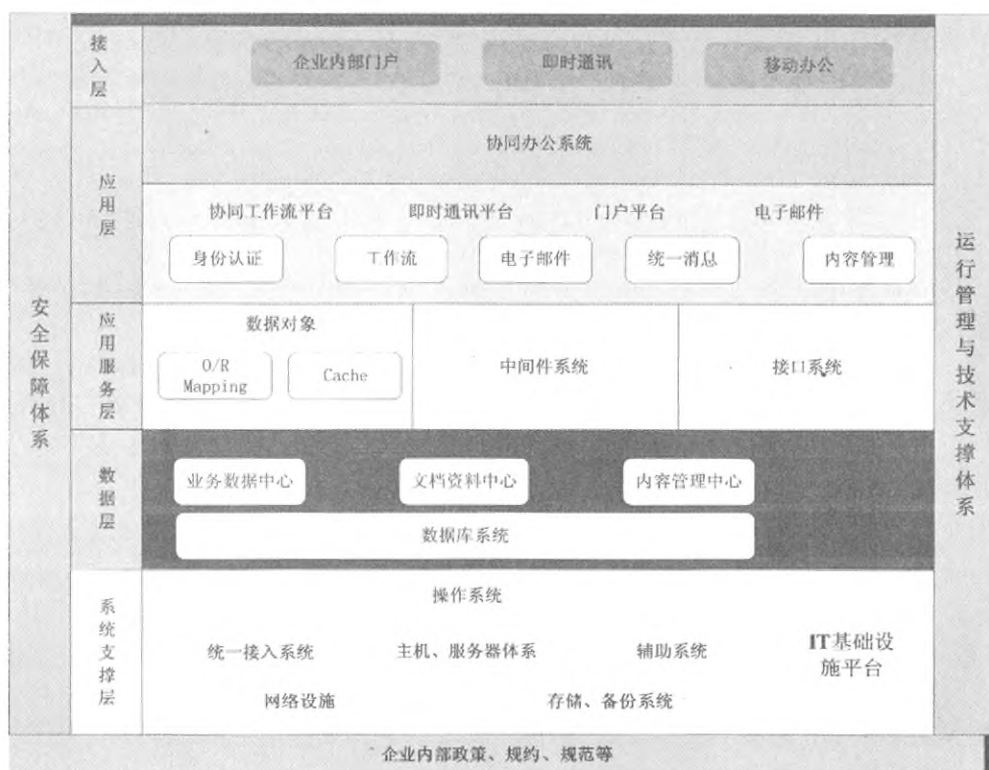 接入层
企业内部门户
即时通讯
移动办公
应用层
协同办公系统
协同工作流平台
即时通讯平台
门户平台
电子邮件
身份认证
工作流
电子邮件
统一消息
内容管理
应用服务层
数据对象
O/R
Mapping
Cache
中间件系统
接口系统
数据层
业务数据中心
文档资料中心
内容管理中心
数据库系统
系统支撑层
操作系统
统一接入系统
主机、服务器体系
辅助系统
IT基础设
施平台
网络设施
存储、备份系统
安全保障体系
运行管理与技术支撑体系
企业内部政策、规约、规范等